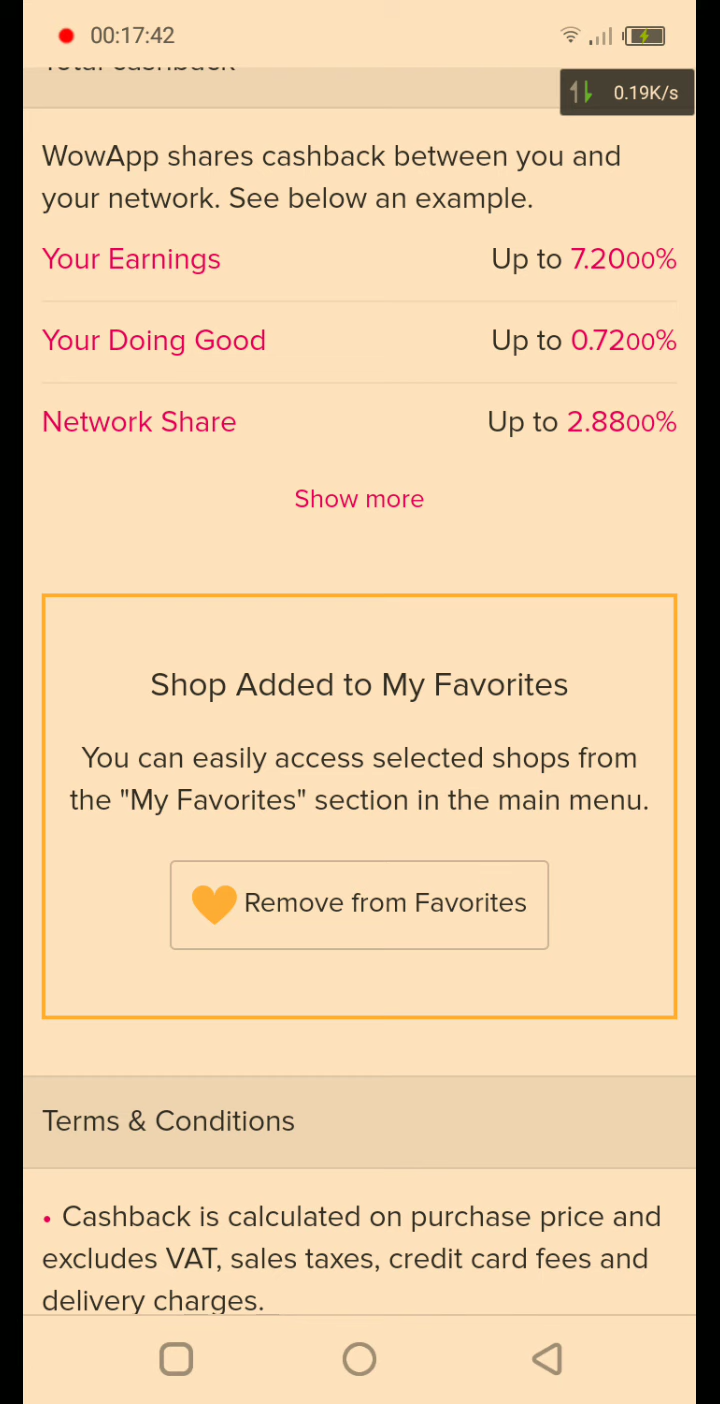 00:17:42
0.19K/s
WowApp shares cashback between you and
your network. See below an example.
Your Earnings Up to 7.2000%
Your Doing Good Up to 0.7200%
Network Share Up to 2.8800%
Show more
Shop Added to My Favorites
You can easily access selected shops from
the "My Favorites" section in the main menu.
Remove from Favorites
Terms & Conditions
• Cashback is calculated on purchase price and
excludes VAT, sales taxes, credit card fees and
delivery charges.